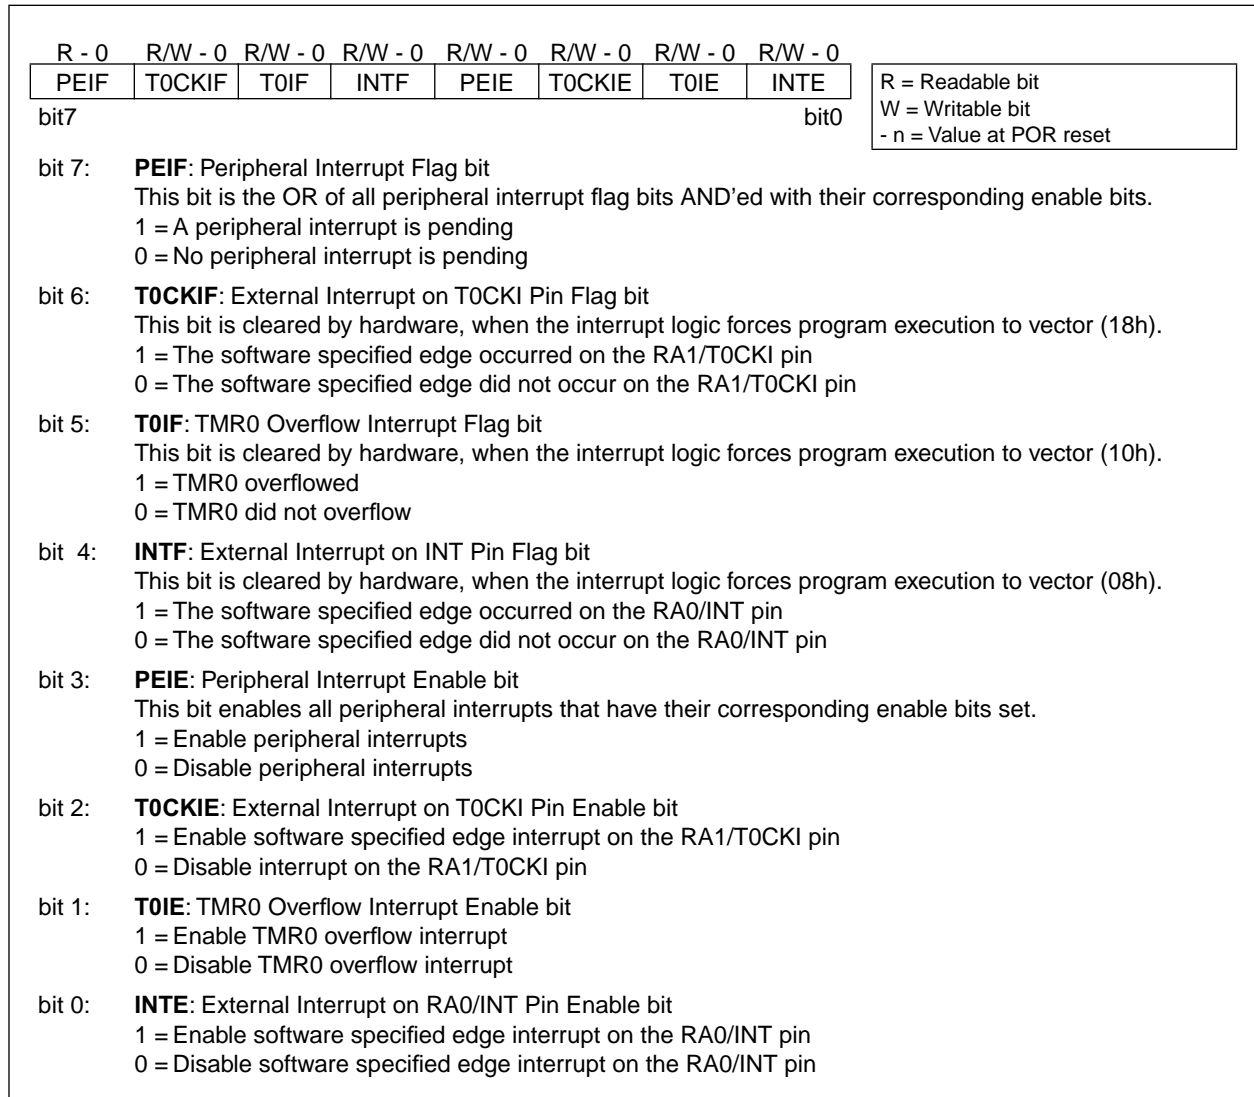 R - 0 R/W - 0 R/W - 0 R/W - 0 R/W - 0 R/W - 0 R/W - 0 R/W - 0
PEIF T0CKIF T0IF INTF PEIE T0CKIE T0IE INTE
bit7 bit0
R = Readable bit
W = Writable bit
- n = Value at POR reset
bit 7: PEIF: Peripheral Interrupt Flag bit
This bit is the OR of all peripheral interrupt flag bits AND'ed with their corresponding enable bits.
1 = A peripheral interrupt is pending
0 = No peripheral interrupt is pending
bit 6: T0CKIF: External Interrupt on T0CKI Pin Flag bit
This bit is cleared by hardware, when the interrupt logic forces program execution to vector (18h).
1 = The software specified edge occurred on the RA1/T0CKI pin
0 = The software specified edge did not occur on the RA1/T0CKI pin
bit 5: T0IF: TMR0 Overflow Interrupt Flag bit
This bit is cleared by hardware, when the interrupt logic forces program execution to vector (10h).
1 = TMR0 overflowed
0 = TMR0 did not overflow
bit 4: INTF: External Interrupt on INT Pin Flag bit
This bit is cleared by hardware, when the interrupt logic forces program execution to vector (08h).
1 = The software specified edge occurred on the RA0/INT pin
0 = The software specified edge did not occur on the RA0/INT pin
bit 3: PEIE: Peripheral Interrupt Enable bit
This bit enables all peripheral interrupts that have their corresponding enable bits set.
1 = Enable peripheral interrupts
0 = Disable peripheral interrupts
bit 2: T0CKIE: External Interrupt on T0CKI Pin Enable bit
1 = Enable software specified edge interrupt on the RA1/T0CKI pin
0 = Disable interrupt on the RA1/T0CKI pin
bit 1: T0IE: TMR0 Overflow Interrupt Enable bit
1 = Enable TMR0 overflow interrupt
0 = Disable TMR0 overflow interrupt
bit 0: INTE: External Interrupt on RA0/INT Pin Enable bit
1 = Enable software specified edge interrupt on the RA0/INT pin
0 = Disable software specified edge interrupt on the RA0/INT pin